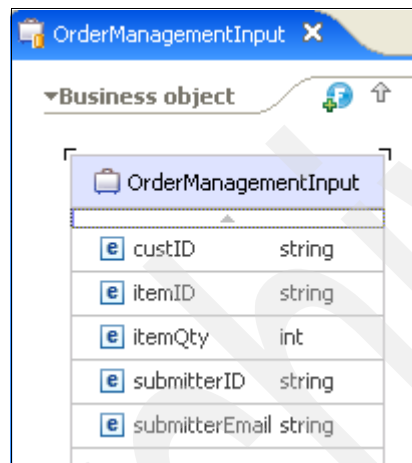 OrderManagementInput
Business object
OrderManagementInput
e custID string
e itemID string
e itemQty int
e submitterID string
e submitterEmail string